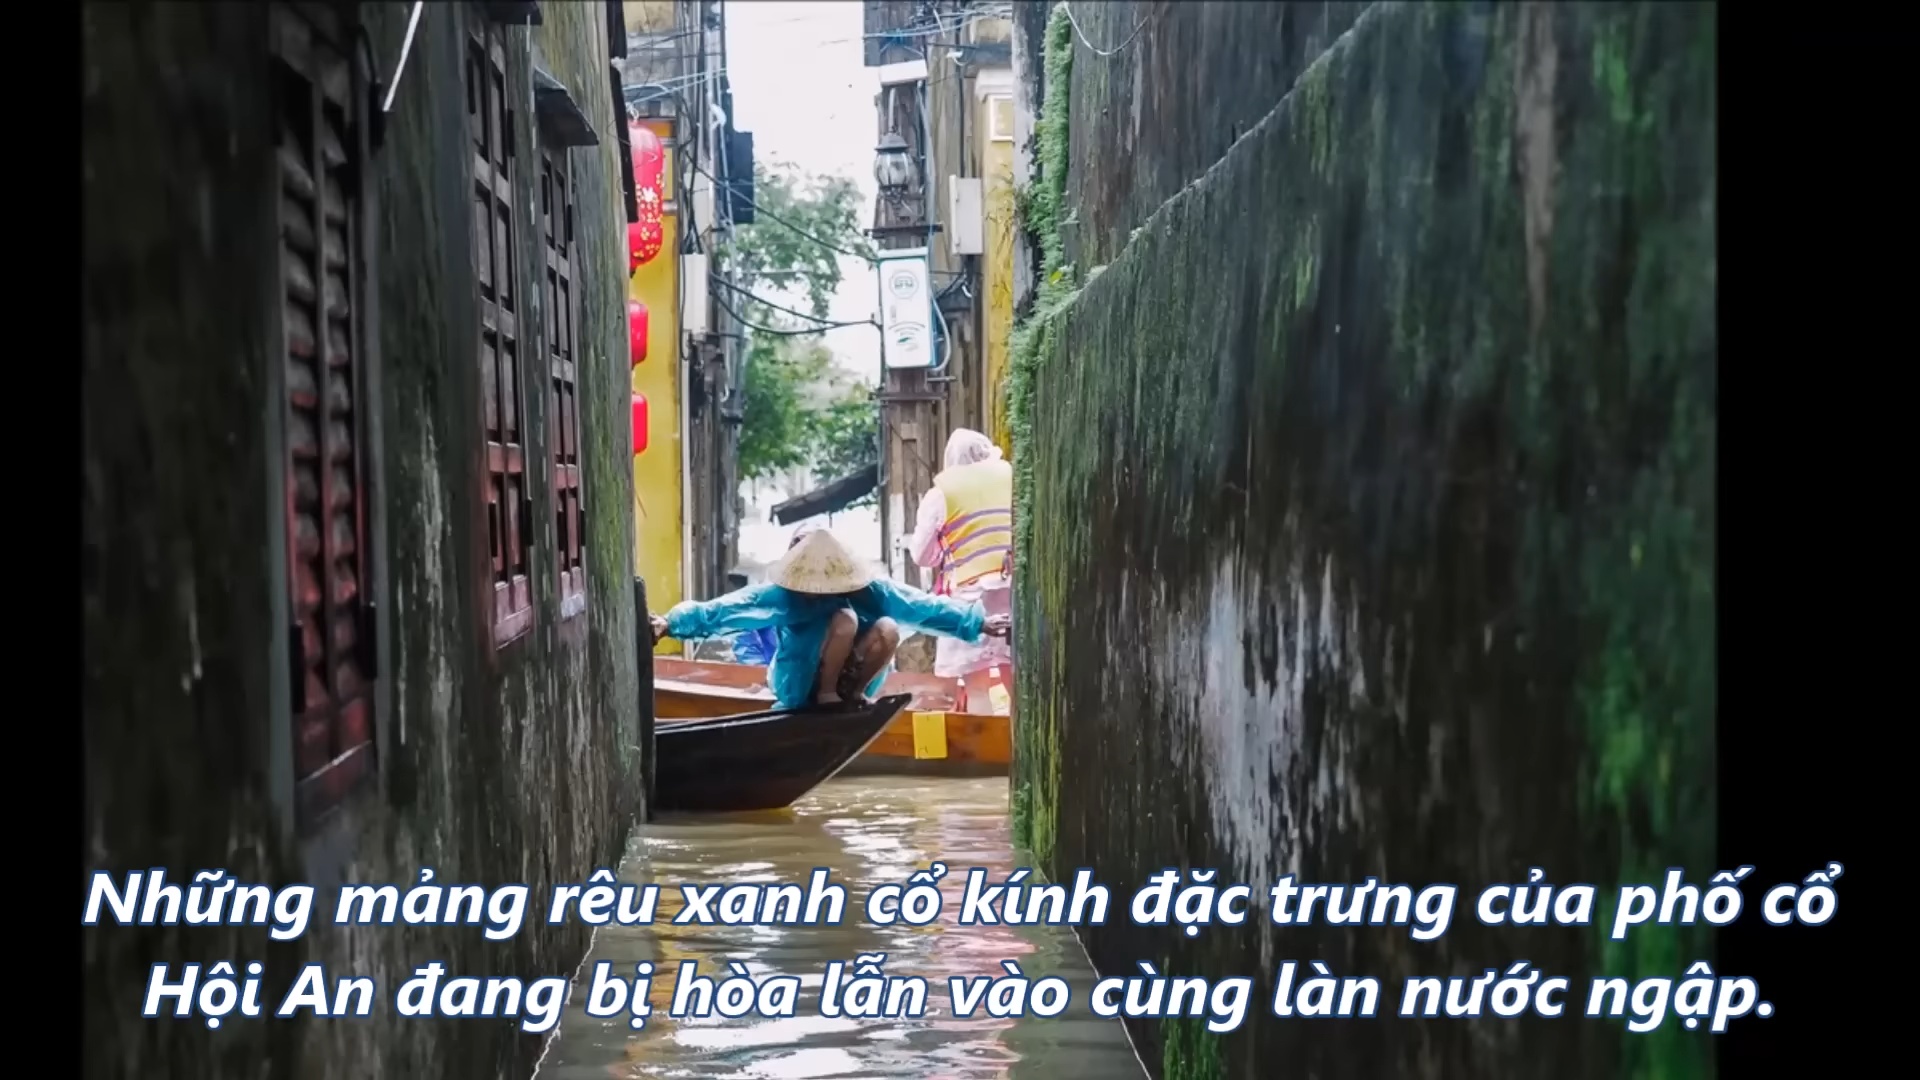 Những mảng rêu xanh cổ kính đặc trưng của phố cổ
Hội An đang bị hòa lẫn vào cùng làn nước ngập.